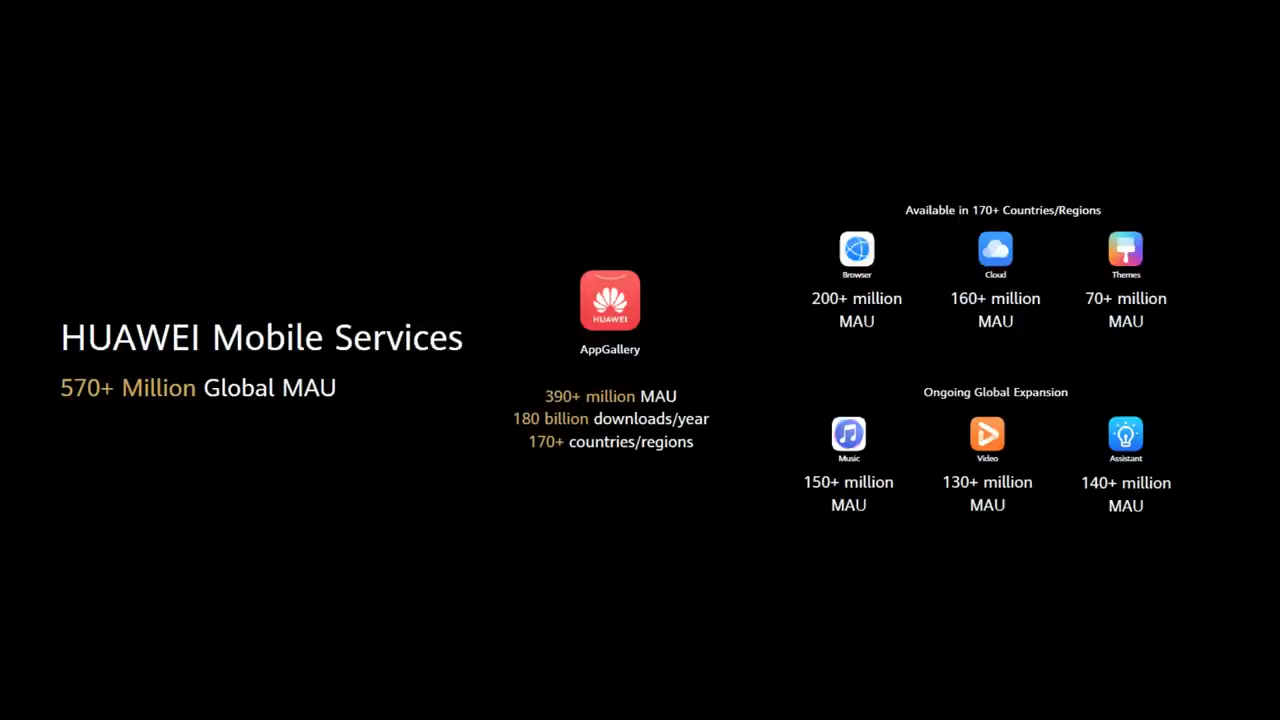 HUAWEI Mobile Services
570+ Million Global MAU
HUAWEI
AppGallery
390+ million MAU
180 billion downloads/year
170+ countries/regions
Available in 170+ Countries/Regions
Browser
Cloud
Themes
200+ million
160+ million
70+ million
MAU
MAU
MAU
Ongoing Global Expansion
Music
Video
Assistant
150+ million
130+ million
140+ million
MAU
MAU
MAU